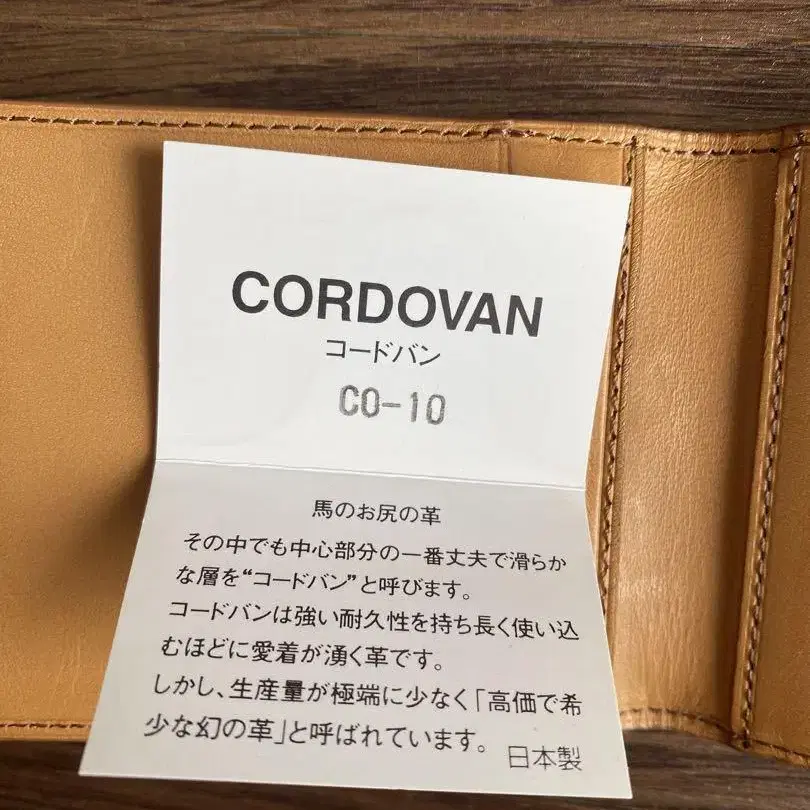 CORDOVAN
コードバン
CO-10
馬のお尻の革
その中でも中心部分の一番丈夫で滑らか
な層を“コードバン”と呼びます。
コードバンは強い耐久性を持ち長く使い込
むほどに愛着が湧く革です。
しかし、生産量が極端に少なく「高価で希
少な幻の革」と呼ばれています。
日本製